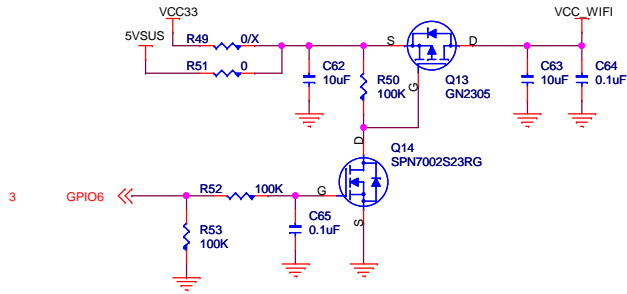 VCC33
VCC_WIFI
5VSUS
R49
0/X
R51
0
C62
10uF
R50
100K
S
D
G
Q13
GN2305
C63
10uF
C64
0.1uF
D
Q14
SPN7002S23RG
3
GPIO6
R52
100K
G
S
R53
100K
C65
0.1uF